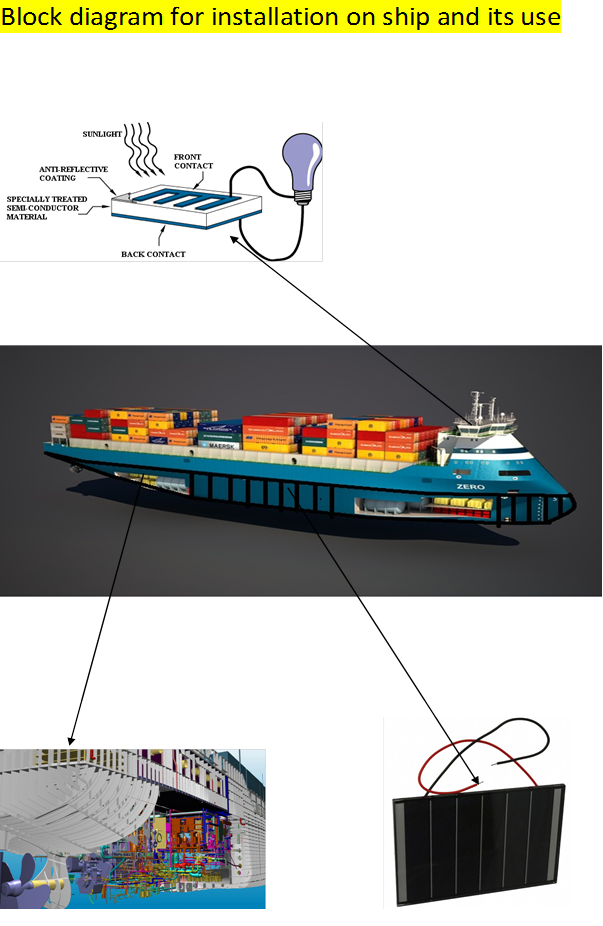 Block diagram for installation on ship and its use
SUNLIGHT
FRONT
CONTACT
ANTI-REFLECTIVE
COATING
SPECIALLY TREATED
SEMI-CONDUCTOR
MATERIAL
BACK CONTACT
MAERSK
ZERO